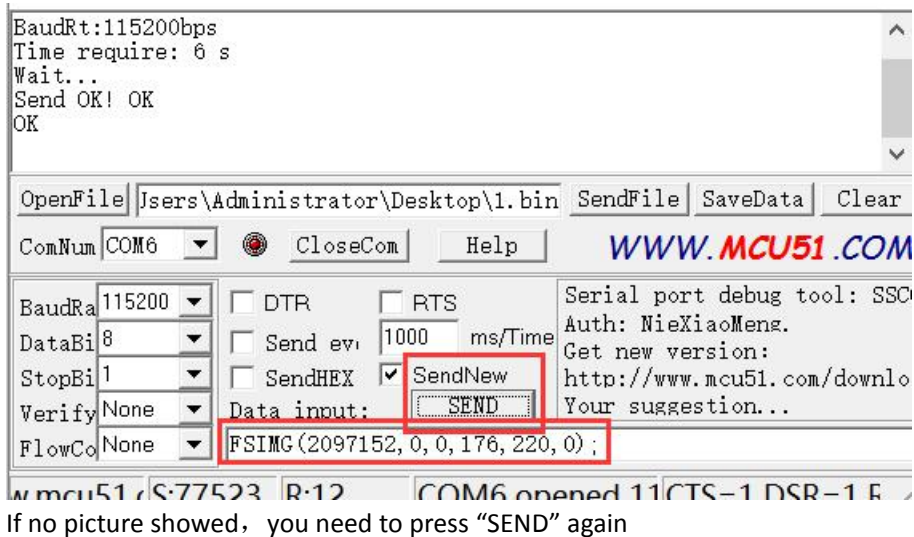 BaudRt:115200bps
Time require: 6 s
Wait...
Send OK! OK
OK
OpenFile Jsers\Administrator\Desktop\1.bin SendFile SaveData Clear
ComNum COM6 CloseCom Help WWW.MCU51.COM
BaudRa 115200 DTR RTS Serial port debug tool: SSC
DataBi 8 Send ev 1000 ms/Time Auth: NieXiaoMeng.
Get new version:
StopBi 1 SendHEX SendNew http://www.mcu51.com/downlo
Verify None Data input: SEND Your suggestion...
FlowCo None FSIMG(2097152,0,0,176,220,0);
w.mcu51.( S:77523 R:12 COM6 opened 11 CTS=1 DSR=1 F
If no picture showed，you need to press “SEND” again